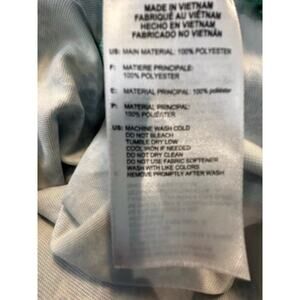 MADE IN VIETNAM
FABRIQUÉ AU VIÊTNAM
HECHO EN VIETNAM
FABRICADO NO VIETNÃ
US: MAIN MATERIAL: 100% POLYESTER
F: MATIERE PRINCIPALE:
100% POLYESTER
E: MATERIAL PRINCIPAL: 100% poliéster
P: MATERIAL PRINCIPAL:
100% POLIÉSTER
US: MACHINE WASH COLD
DO NOT BLEACH
TUMBLE DRY LOW
COOL IRON IF NEEDED
DO NOT DRY CLEAN
DO NOT USE FABRIC SOFTENER
WASH WITH LIKE COLORS
REMOVE PROMPTLY AFTER WASH